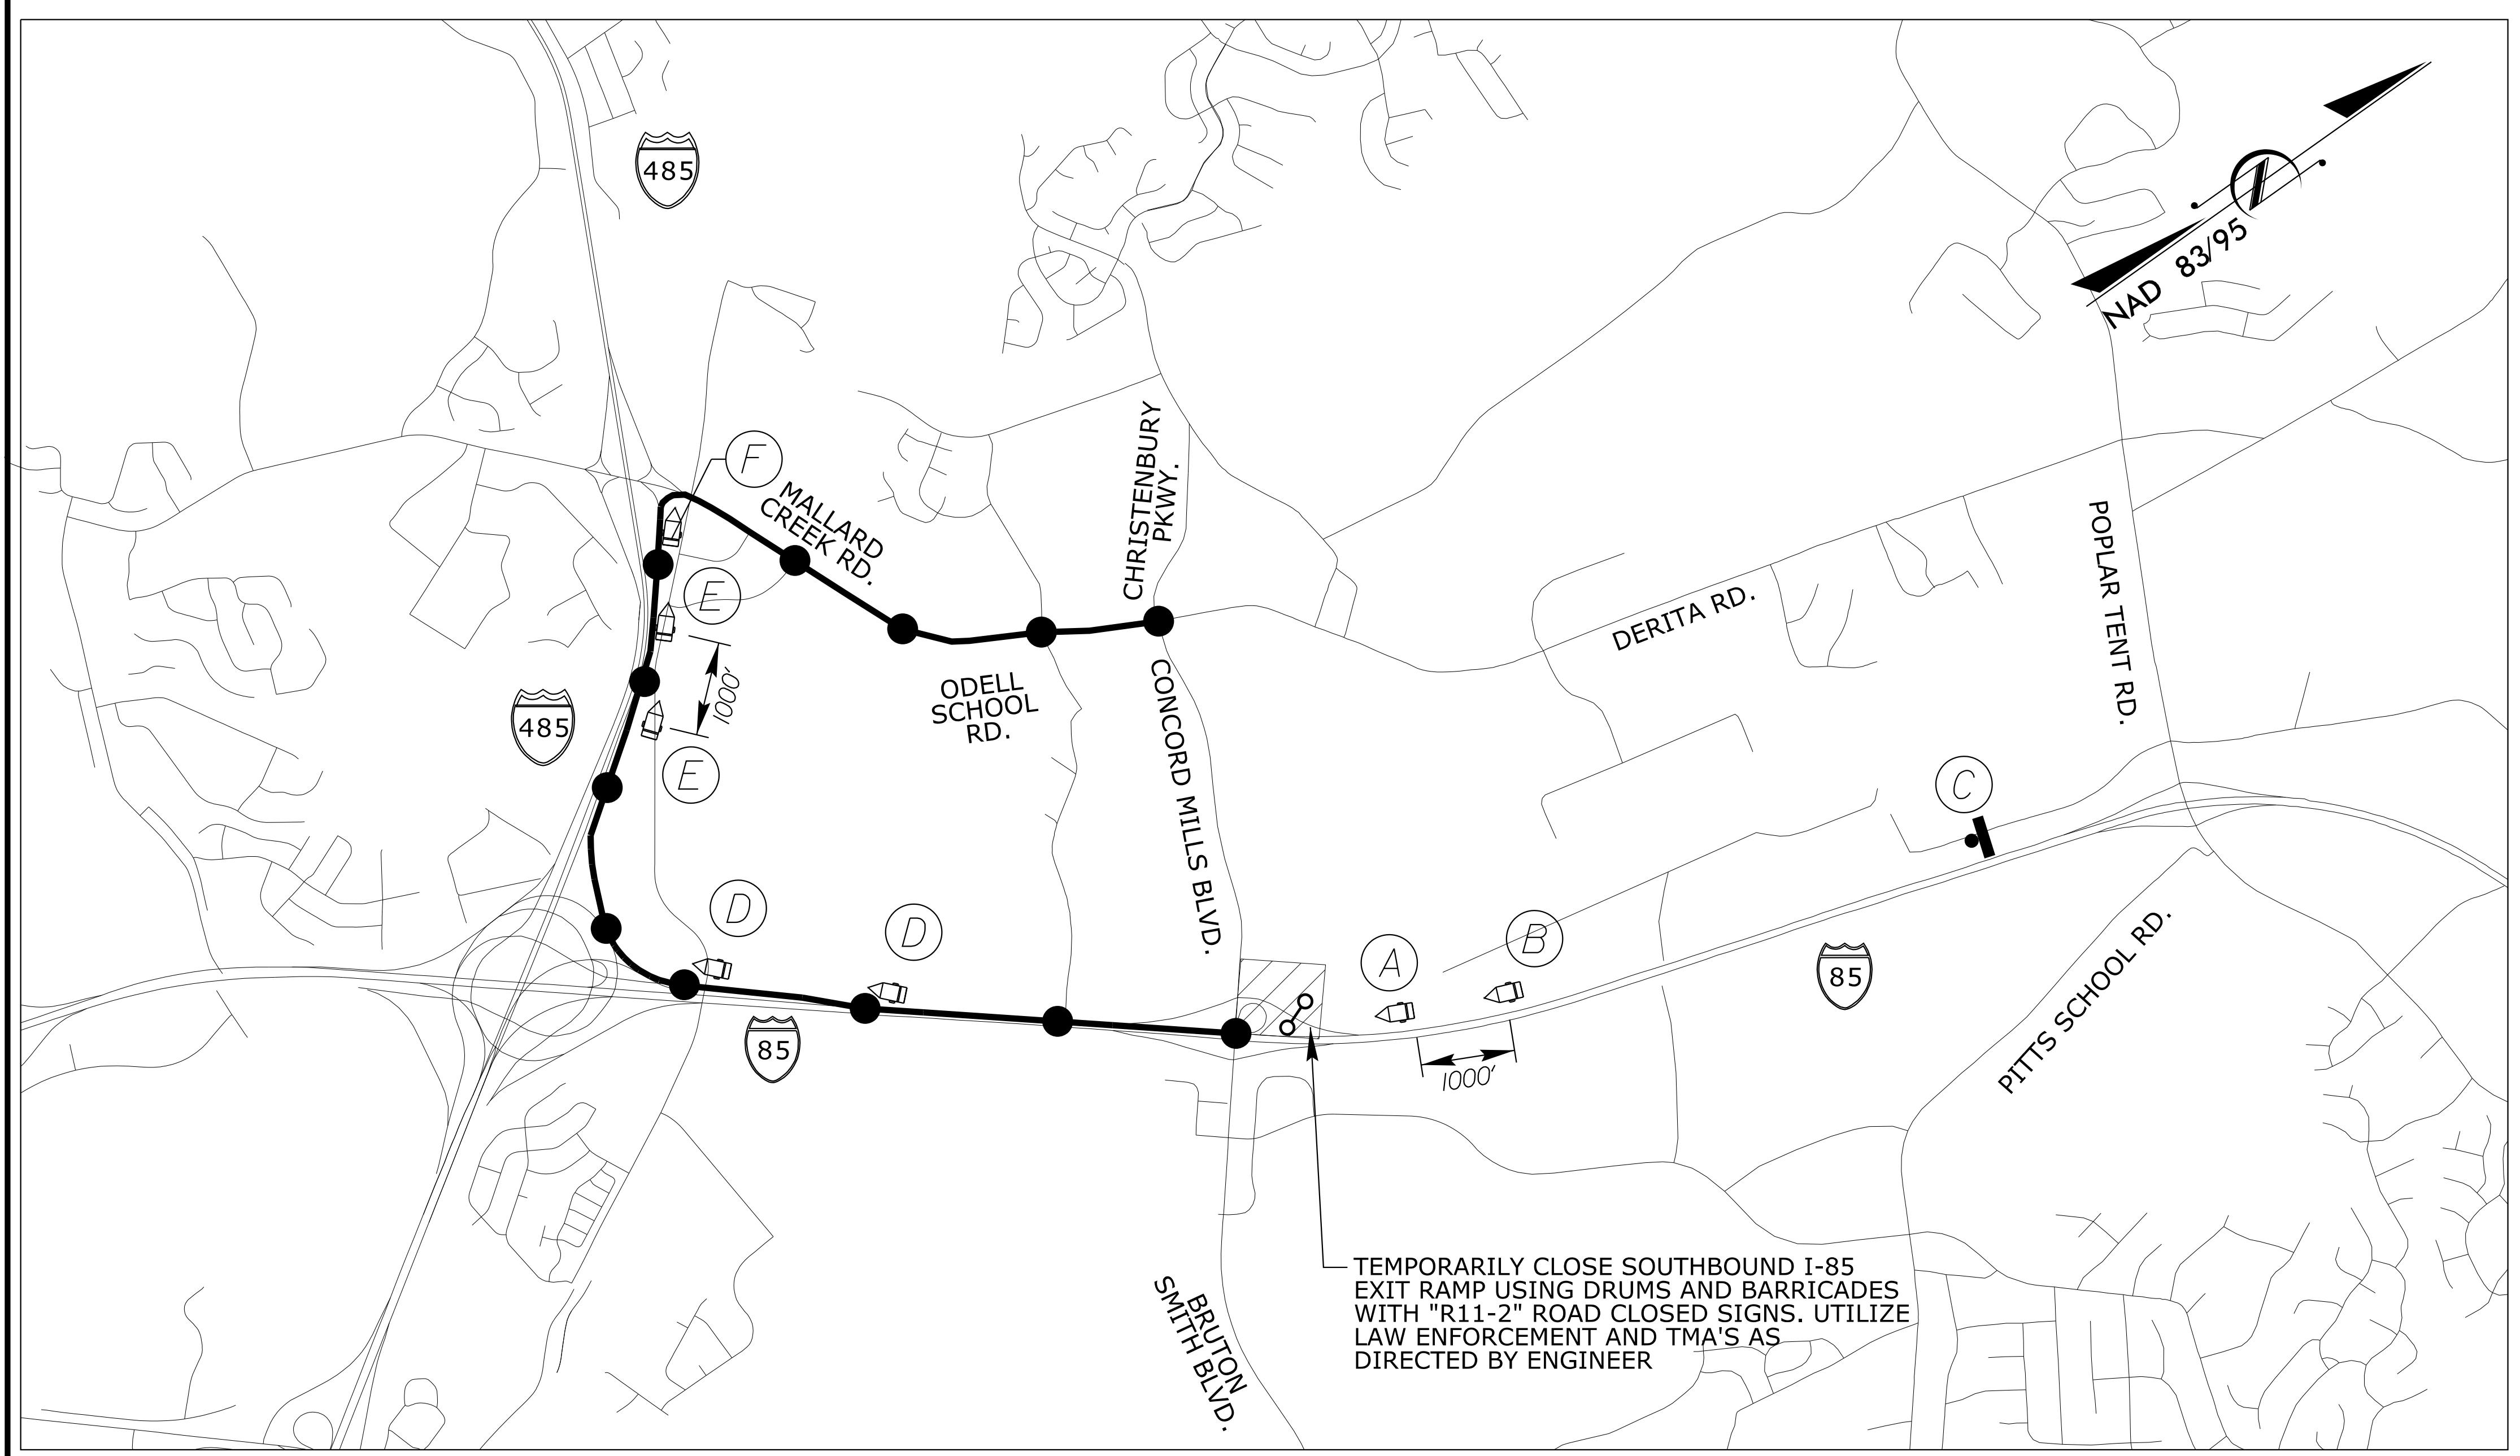 485
NAD 83/95
F
MALLARD
CREEK RD.
CHRISTENBURY
PKWY.
POPLAR TENT RD.
E
DERITA RD.
1000'
ODELL
SCHOOL
RD.
CONCORD MILLS BLVD.
485
E
C
D
D
A
B
85
PITTS SCHOOL RD.
85
1000'
TEMPORARILY CLOSE SOUTHBOUND I-85
EXIT RAMP USING DRUMS AND BARRICADES
WITH "R11-2" ROAD CLOSED SIGNS. UTILIZE
LAW ENFORCEMENT AND TMA'S AS
DIRECTED BY ENGINEER
BRUTON
SMITH BLVD.